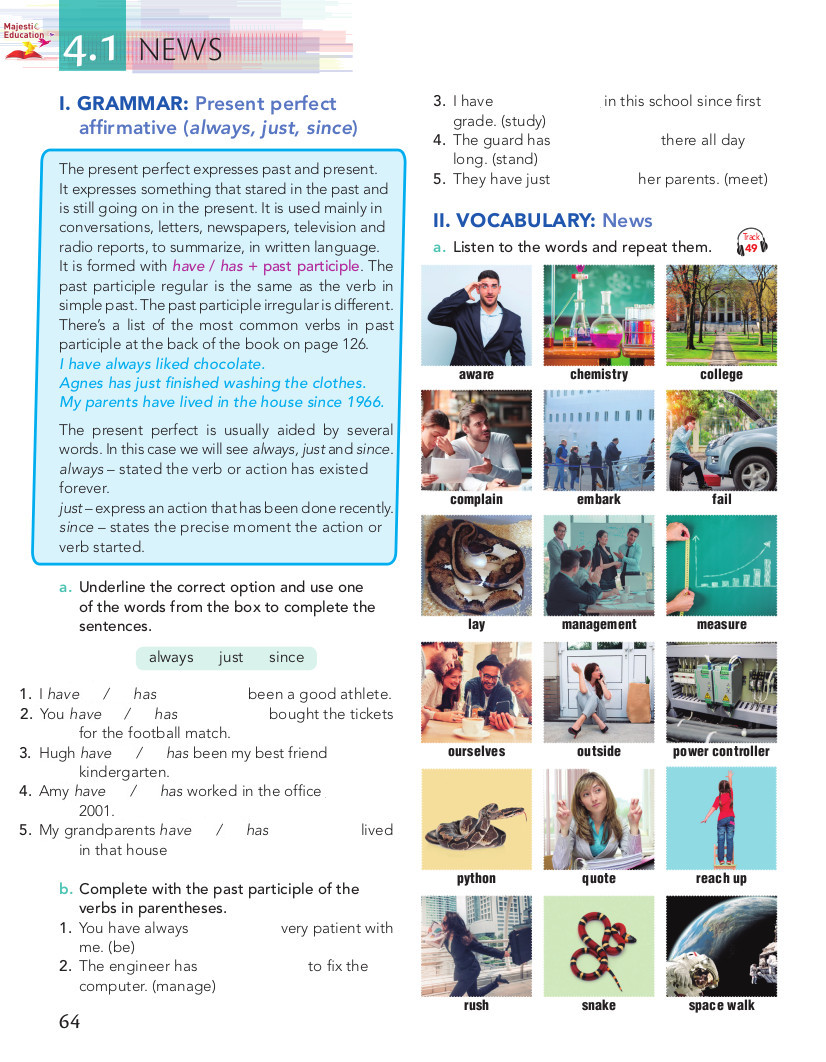 Majestic
Education
4.1 NEWS
I. GRAMMAR: Present perfect
affirmative (always, just, since)
The present perfect expresses past and present.
It expresses something that stared in the past and
is still going on in the present. It is used mainly in
conversations, letters, newspapers, television and
radio reports, to summarize, in written language.
It is formed with have / has + past participle. The
past participle regular is the same as the verb in
simple past. The past participle irregular is different.
There's a list of the most common verbs in past
participle at the back of the book on page 126.
I have always liked chocolate.
Agnes has just finished washing the clothes.
My parents have lived in the house since 1966.
The present perfect is usually aided by several
words. In this case we will see always, just and since.
always – stated the verb or action has existed
forever.
just – express an action that has been done recently.
since – states the precise moment the action or
verb started.
a. Underline the correct option and use one
of the words from the box to complete the
sentences.
always just since
1. I have / has been a good athlete.
2. You have / has bought the tickets
for the football match.
3. Hugh have / has been my best friend
kindergarten.
4. Amy have / has worked in the office
2001.
5. My grandparents have / has lived
in that house
b. Complete with the past participle of the
verbs in parentheses.
1. You have always very patient with
me. (be)
2. The engineer has to fix the
computer. (manage)
64
3. I have in this school since first
grade. (study)
4. The guard has there all day
long. (stand)
5. They have just her parents. (meet)
II. VOCABULARY: News
a. Listen to the words and repeat them.
Track
49
aware chemistry college
complain embark fail
lay management measure
ourselves outside power controller
python quote reach up
rush snake space walk